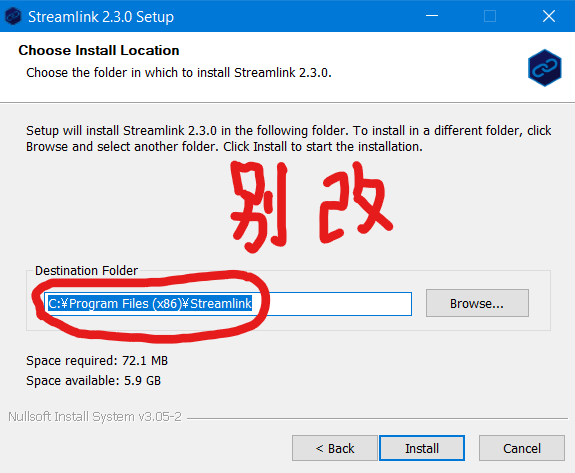 Streamlink 2.3.0 Setup
Choose Install Location
Choose the folder in which to install Streamlink 2.3.0.
Setup will install Streamlink 2.3.0 in the following folder. To install in a different folder, click
Browse and select another folder. Click Install to start the installation.
别改
Destination Folder
C:¥Program Files (x86)¥Streamlink
Browse...
Space required: 72.1 MB
Space available: 5.9 GB
Nullsoft Install System v3.05-2
< Back
Install
Cancel